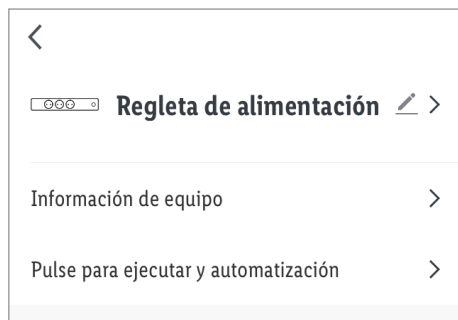 Regleta de alimentación
Información de equipo
Pulse para ejecutar y automatización